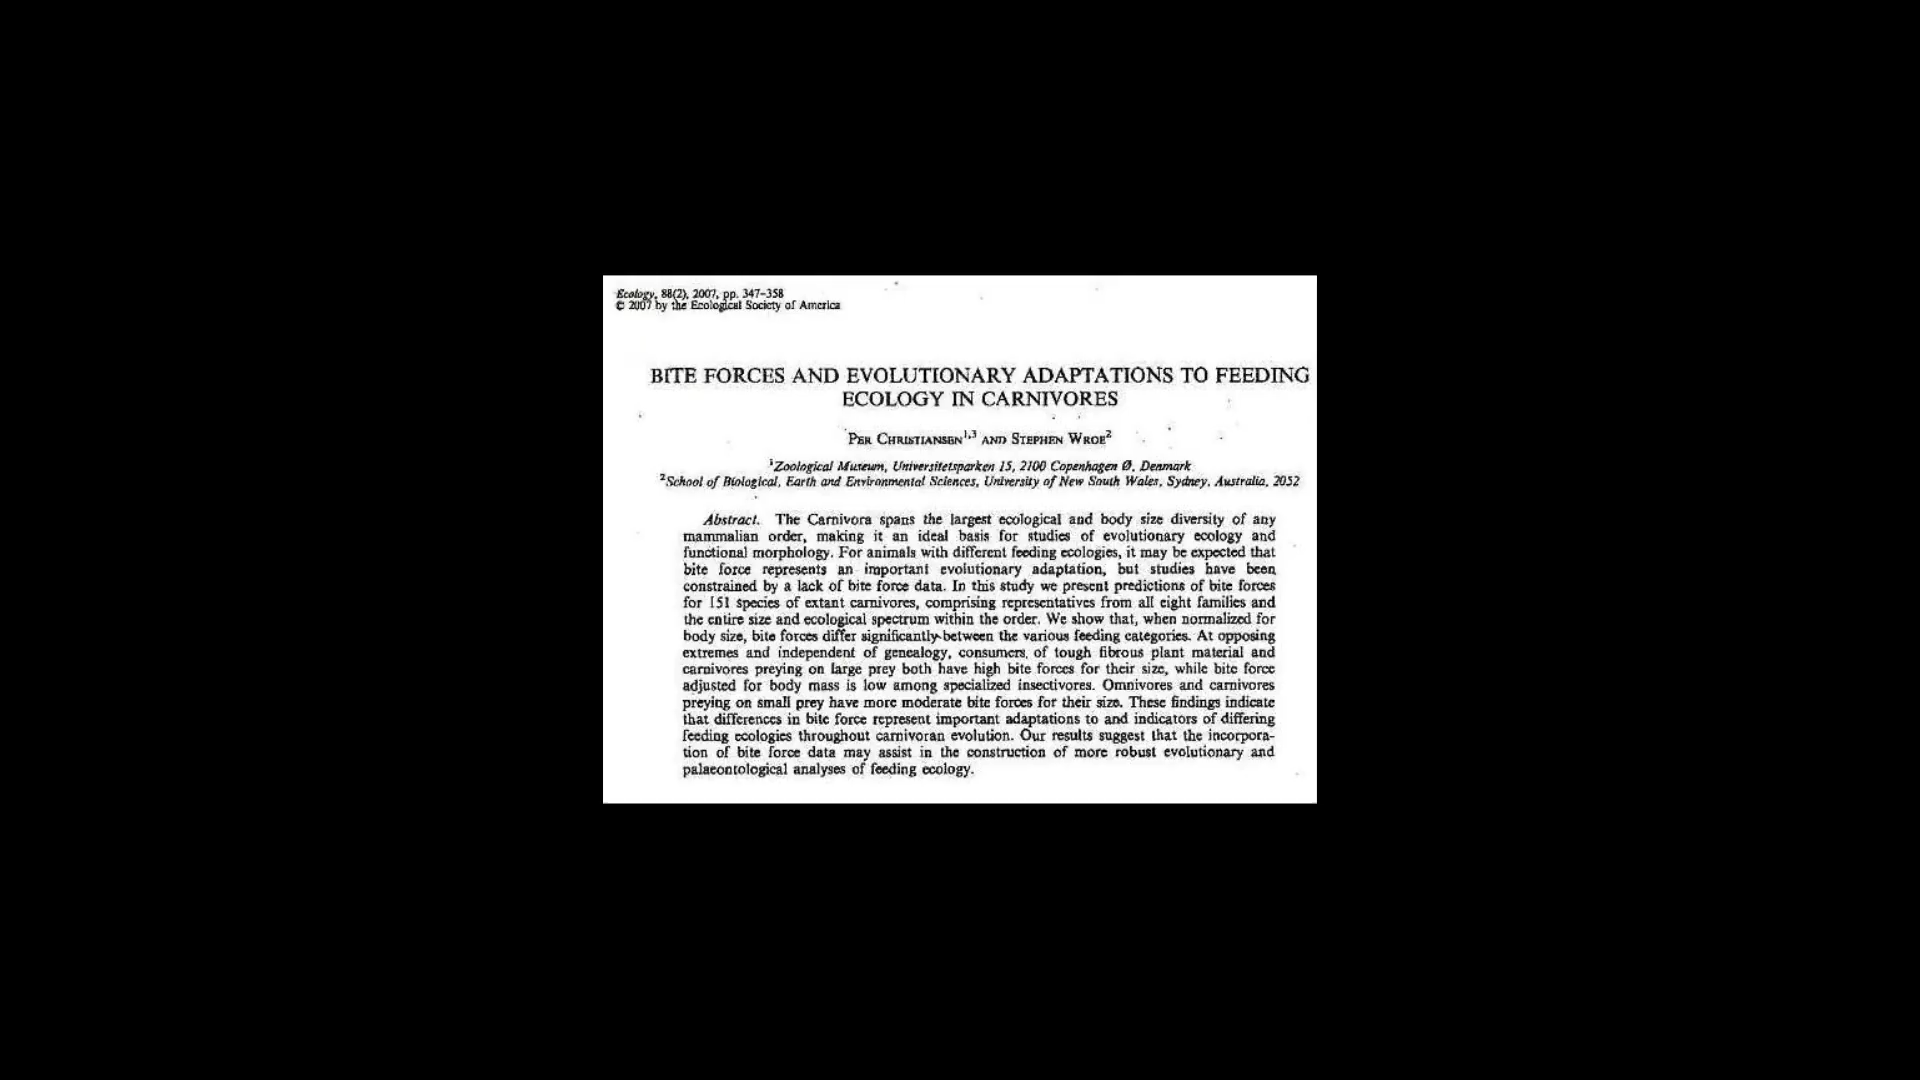 Ecology, 88(2), 2007, pp. 347–358
© 2007 by the Ecological Society of America
BITE FORCES AND EVOLUTIONARY ADAPTATIONS TO FEEDING
ECOLOGY IN CARNIVORES
PER CHRISTIANSEN1,3 AND STEPHEN WROE2
1Zoological Museum, Universitetsparken 15, 2100 Copenhagen Ø, Denmark
2School of Biological, Earth and Environmental Sciences, University of New South Wales, Sydney, Australia, 2052
Abstract. The Carnivora spans the largest ecological and body size diversity of any
mammalian order, making it an ideal basis for studies of evolutionary ecology and
functional morphology. For animals with different feeding ecologies, it may be expected that
bite force represents an important evolutionary adaptation, but studies have been
constrained by a lack of bite force data. In this study we present predictions of bite forces
for 151 species of extant carnivores, comprising representatives from all eight families and
the entire size and ecological spectrum within the order. We show that, when normalized for
body size, bite forces differ significantly between the various feeding categories. At opposing
extremes and independent of genealogy, consumers of tough fibrous plant material and
carnivores preying on large prey both have high bite forces for their size, while bite force
adjusted for body mass is low among specialized insectivores. Omnivores and carnivores
preying on small prey have more moderate bite forces for their size. These findings indicate
that differences in bite force represent important adaptations to and indicators of differing
feeding ecologies throughout carnivoran evolution. Our results suggest that the incorpora-
tion of bite force data may assist in the construction of more robust evolutionary and
palaeontological analyses of feeding ecology.